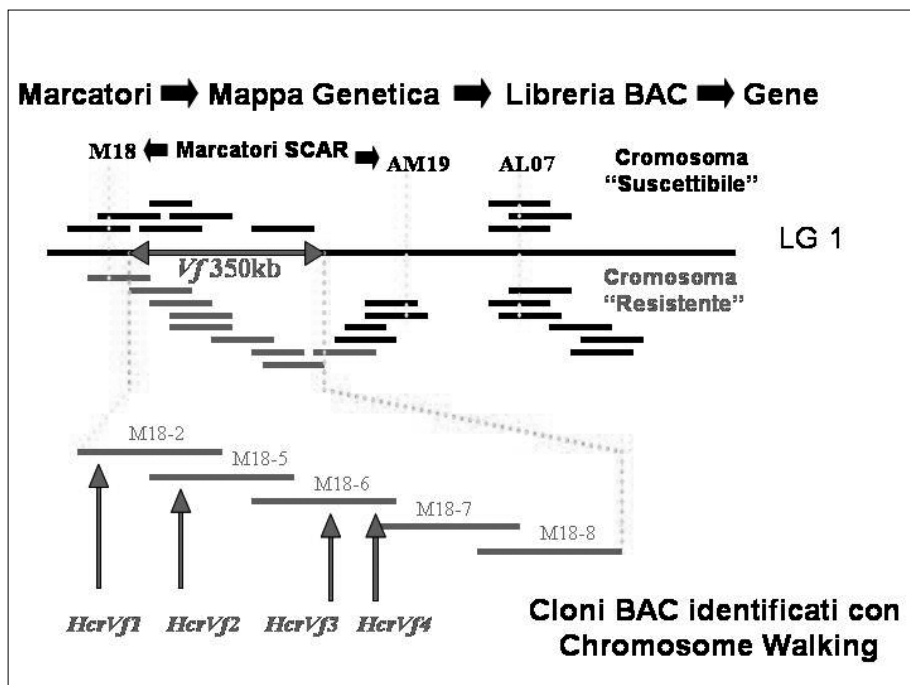 Marcatori Mappa Genetica Libreria BAC Gene
M18 Marcatori SCAR AM19 AL07 Cromosoma
"Suscettibile"
LG 1
Vf 350kb
Cromosoma
"Resistente"
M18-2
M18-5
M18-6
M18-7
M18-8
HcrVf1 HcrVf2 HcrVf3 HcrVf4
Cloni BAC identificati con
Chromosome Walking